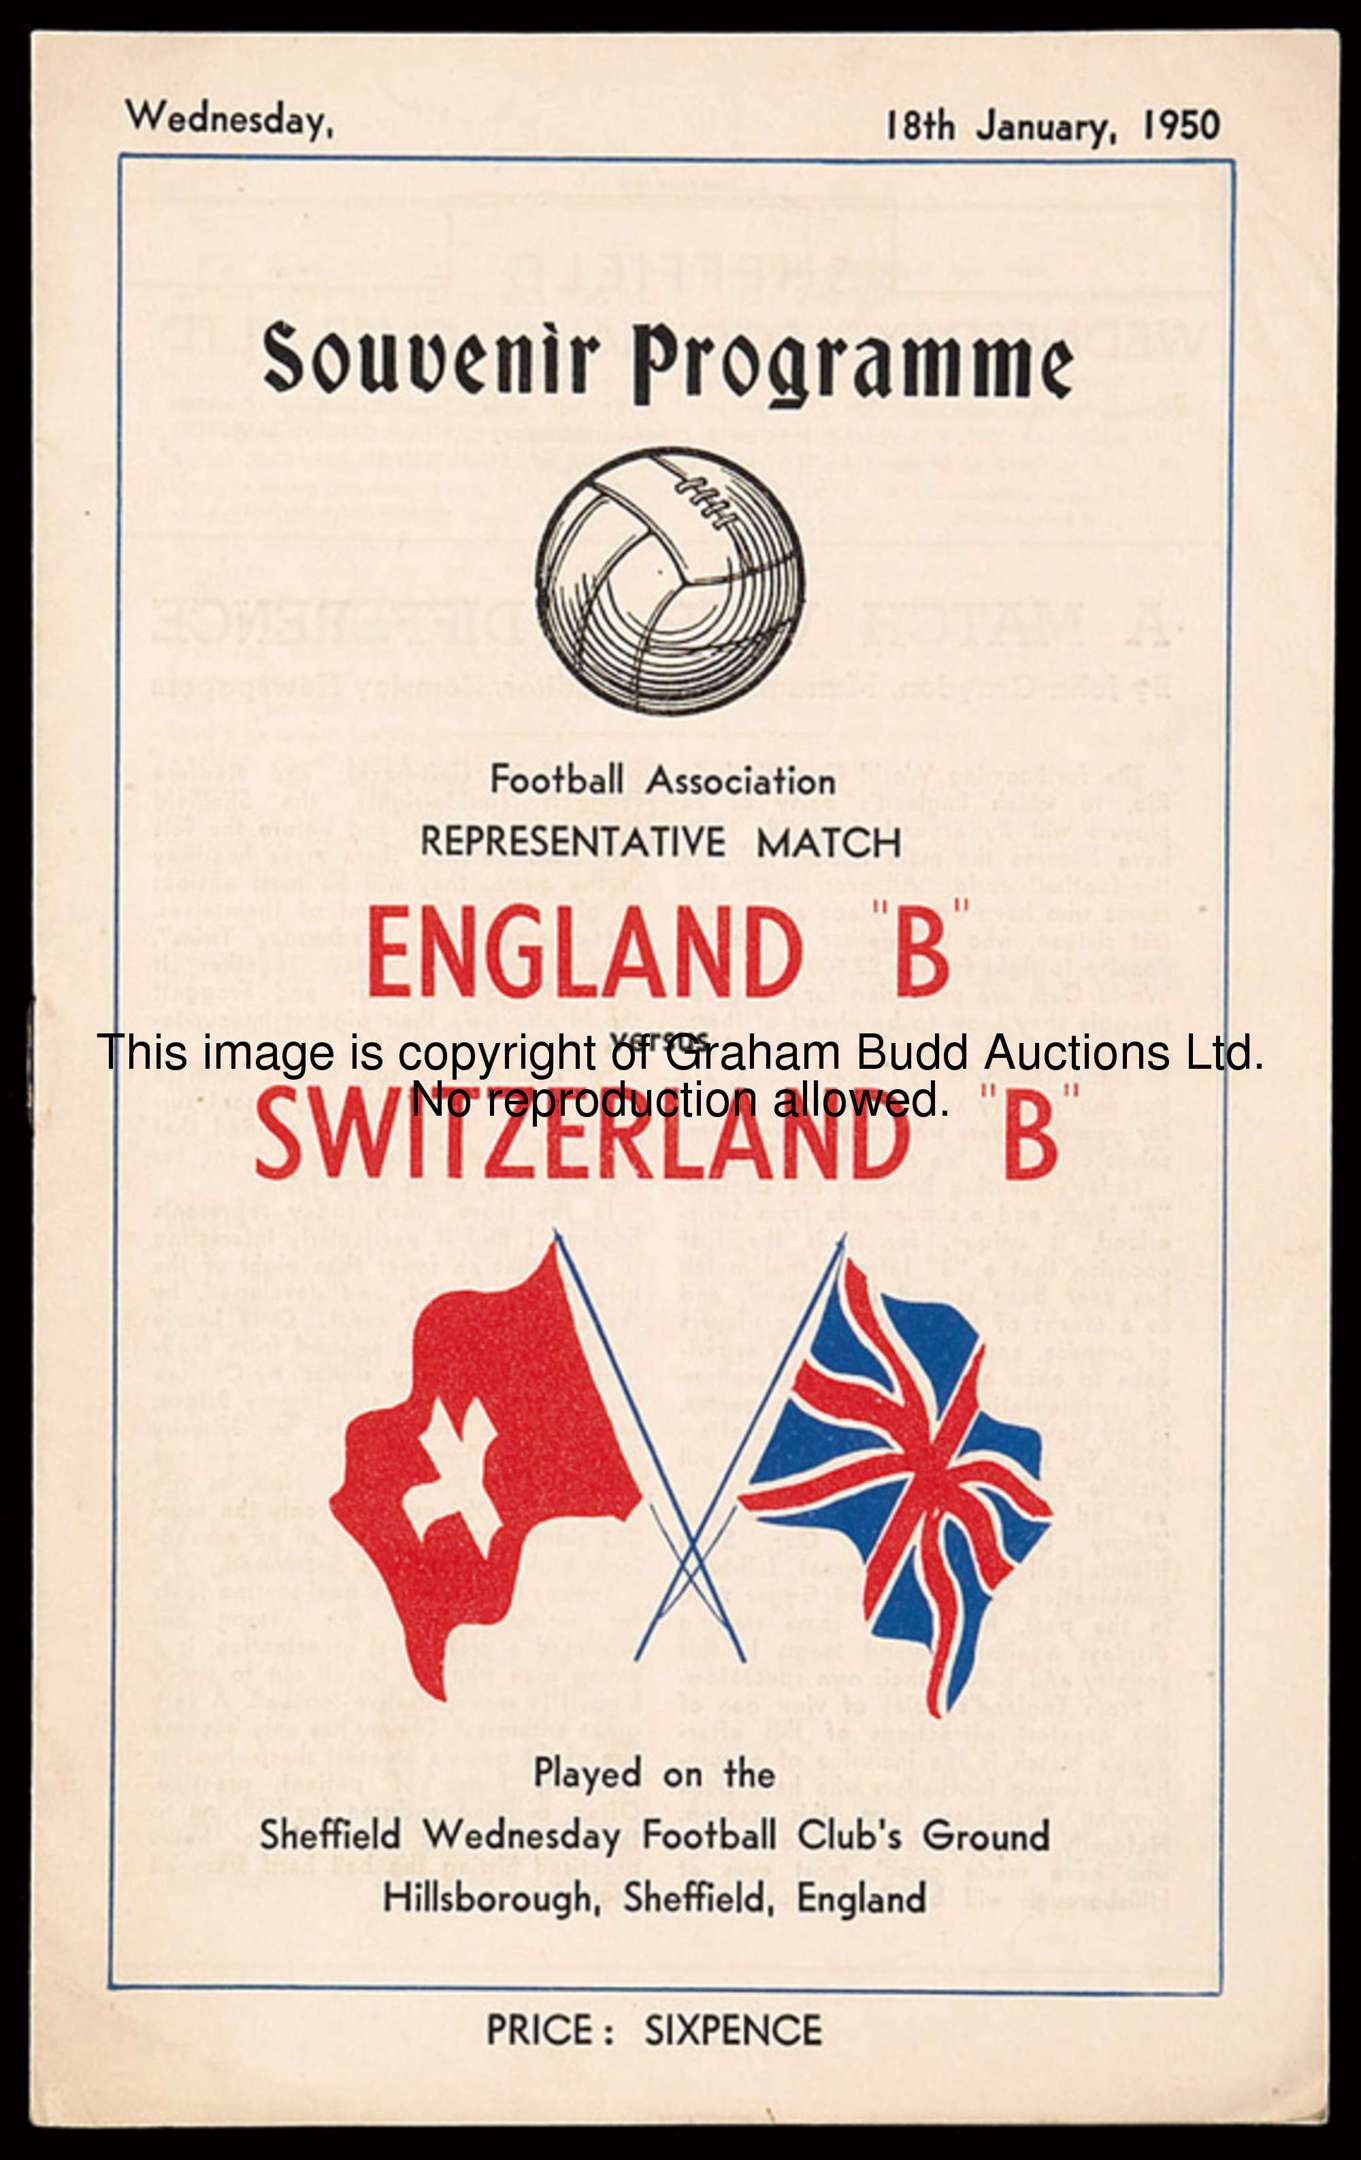 Wednesday, 18th January, 1950
Souvenir Programme
Football Association
REPRESENTATIVE MATCH
ENGLAND "B"
versus
This image is copyright of Graham Budd Auctions Ltd.
No reproduction allowed.
SWITZERLAND "B"
Played on the
Sheffield Wednesday Football Club's Ground
Hillsborough, Sheffield, England
PRICE : SIXPENCE